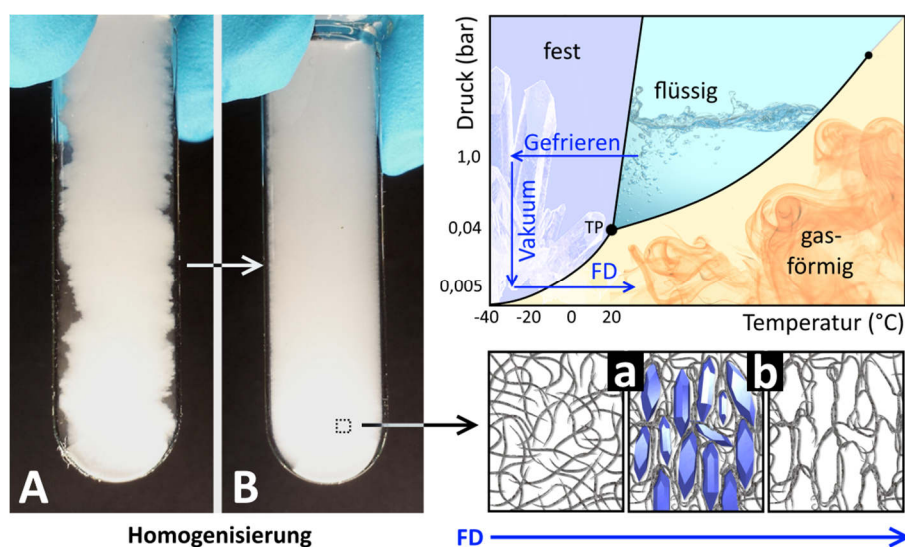 A
B
Homogenisierung
Druck (bar)
1,0
0,04
0,005
-40
-20
0
20
Temperatur (°C)
fest
flüssig
gas-
förmig
Gefrieren
Vakuum
FD
TP
a
b
FD